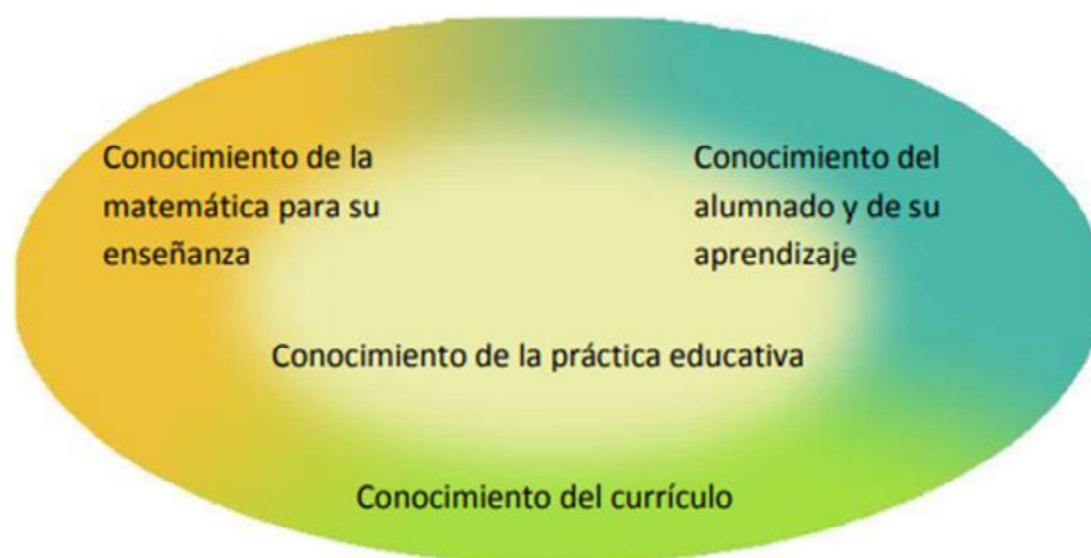 Conocimiento de la
matemática para su
enseñanza
Conocimiento del
alumnado y de su
aprendizaje
Conocimiento de la práctica educativa
Conocimiento del currículo